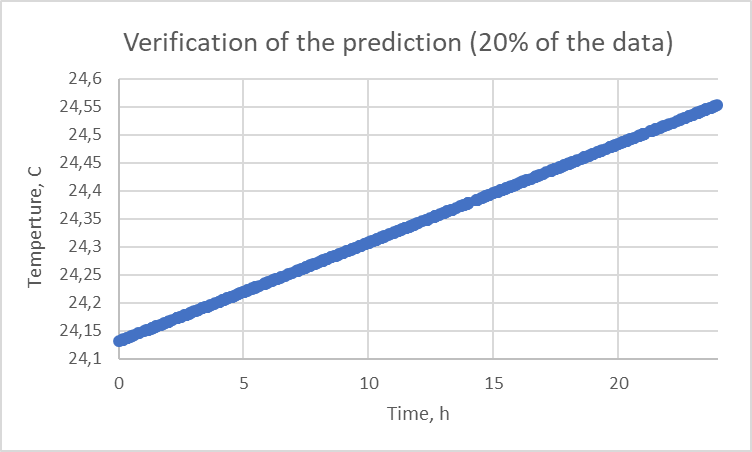 Verification of the prediction (20% of the data)
24,6
24,55
24,5
24,45
24,4
24,35
24,3
24,25
24,2
24,15
24,1
Temperture, C
0 5 10 15 20
Time, h